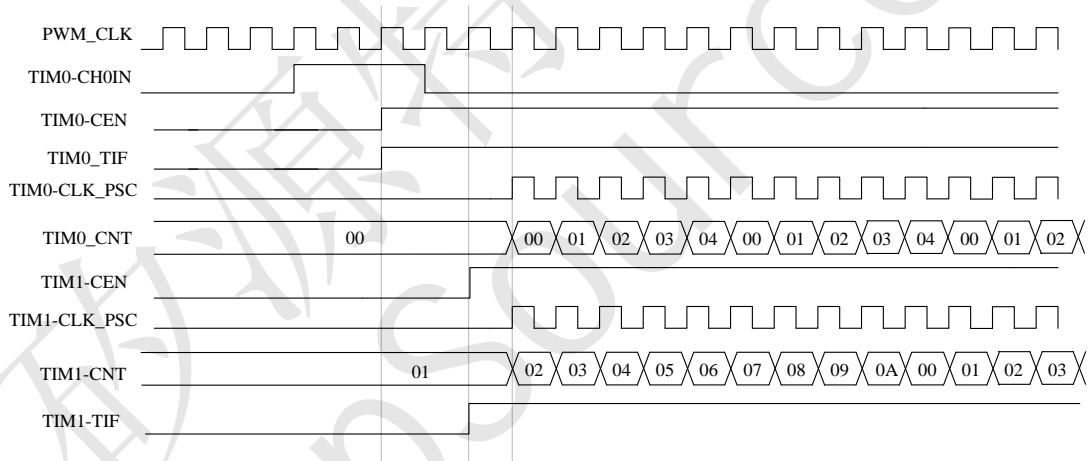 PWM_CLK
TIM0-CH0IN
TIM0-CEN
TIM0_TIF
TIM0-CLK_PSC
TIM0_CNT 00 00 01 02 03 04 00 01 02 03 04 00 01 02
TIM1-CEN
TIM1-CLK_PSC
TIM1-CNT 01 02 03 04 05 06 07 08 09 0A 00 01 02 03
TIM1-TIF